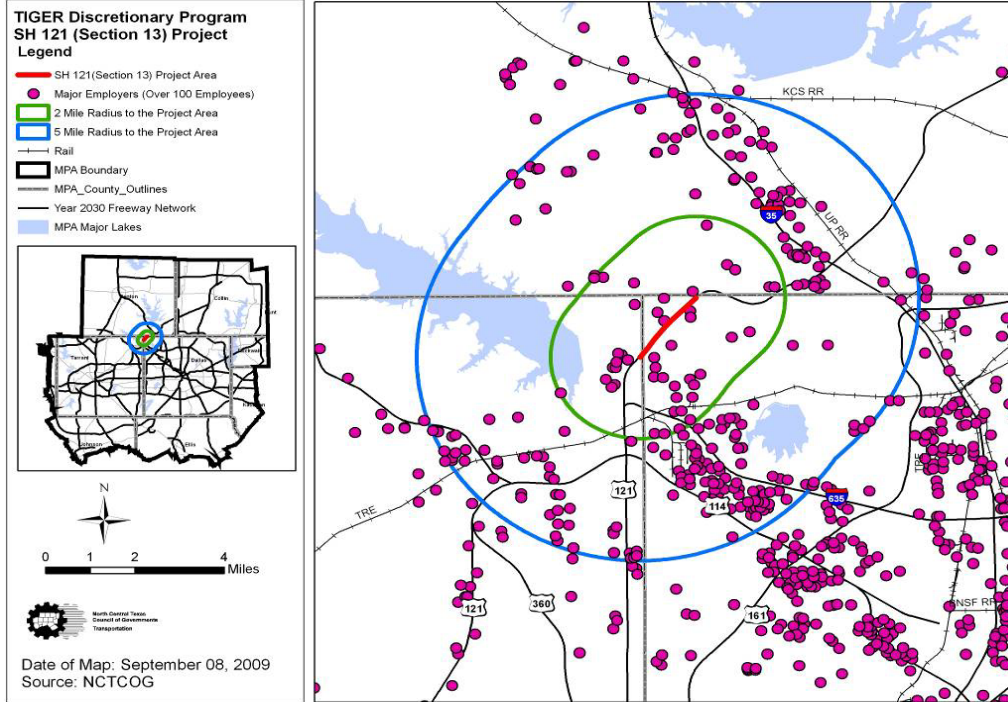 TIGER Discretionary Program
SH 121 (Section 13) Project
Legend
SH 121(Section 13) Project Area
Major Employers (Over 100 Employees)
2 Mile Radius to the Project Area
5 Mile Radius to the Project Area
Rail
MPA Boundary
MPA_County_Outlines
Year 2030 Freeway Network
MPA Major Lakes
Collin
Tarrant
Dallas
Johnson
Ellis
N
0 1 2 4
Miles
North Central Texas
Council of Governments
Transportation
Date of Map: September 08, 2009
Source: NCTCOG
KCS RR
35
UP RR
TRE
121
114
635
TRE
121
360
161
BNSF RR